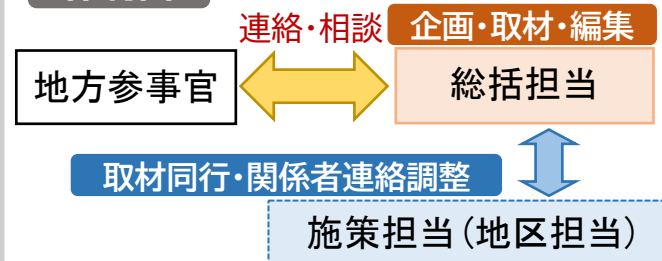 連絡・相談
企画・取材・編集
地方参事官
総括担当
取材同行・関係者連絡調整
施策担当(地区担当)